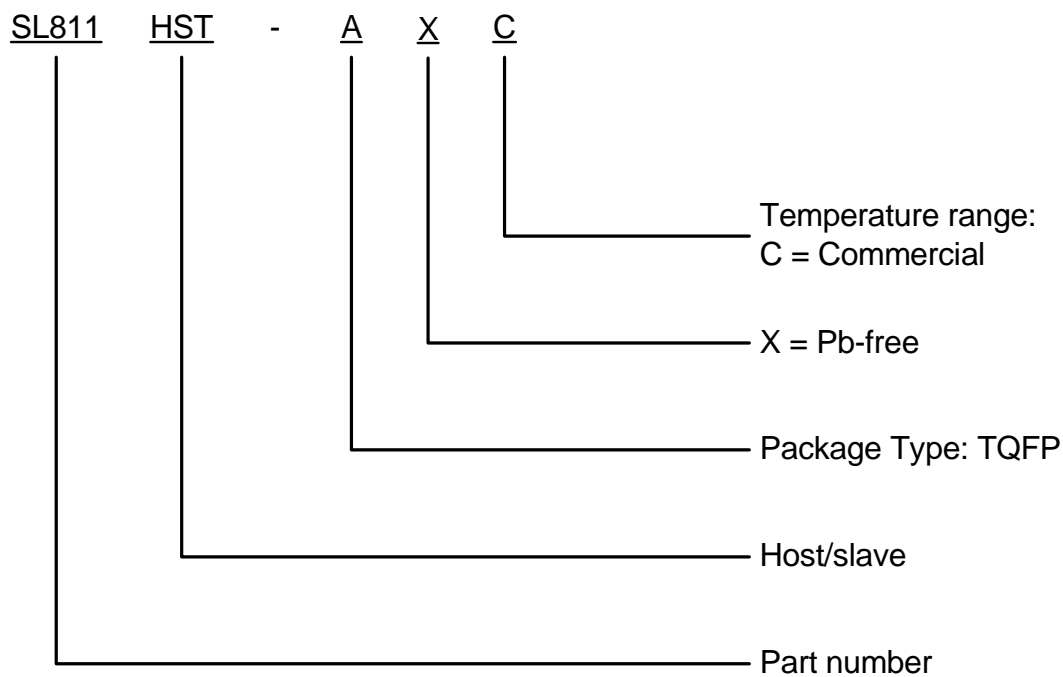 SL811 HST - A X C
Temperature range:
C = Commercial
X = Pb-free
Package Type: TQFP
Host/slave
Part number